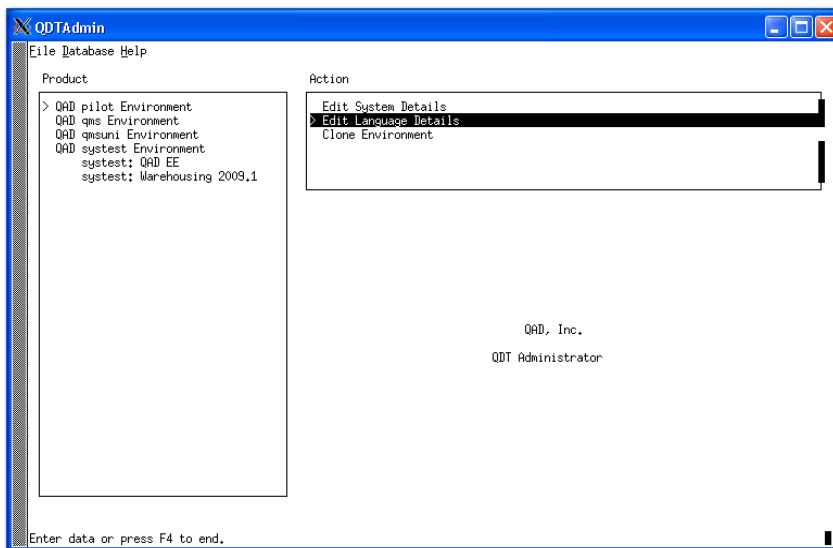 QDTAdmin
File Database Help
Product
> QAD pilot Environment
QAD qms Environment
QAD qmsuni Environment
QAD systest Environment
systest: QAD EE
systest: Warehousing 2009.1
Action
Edit System Details
> Edit Language Details
Clone Environment
QAD, Inc.
QDT Administrator
Enter data or press F4 to end.